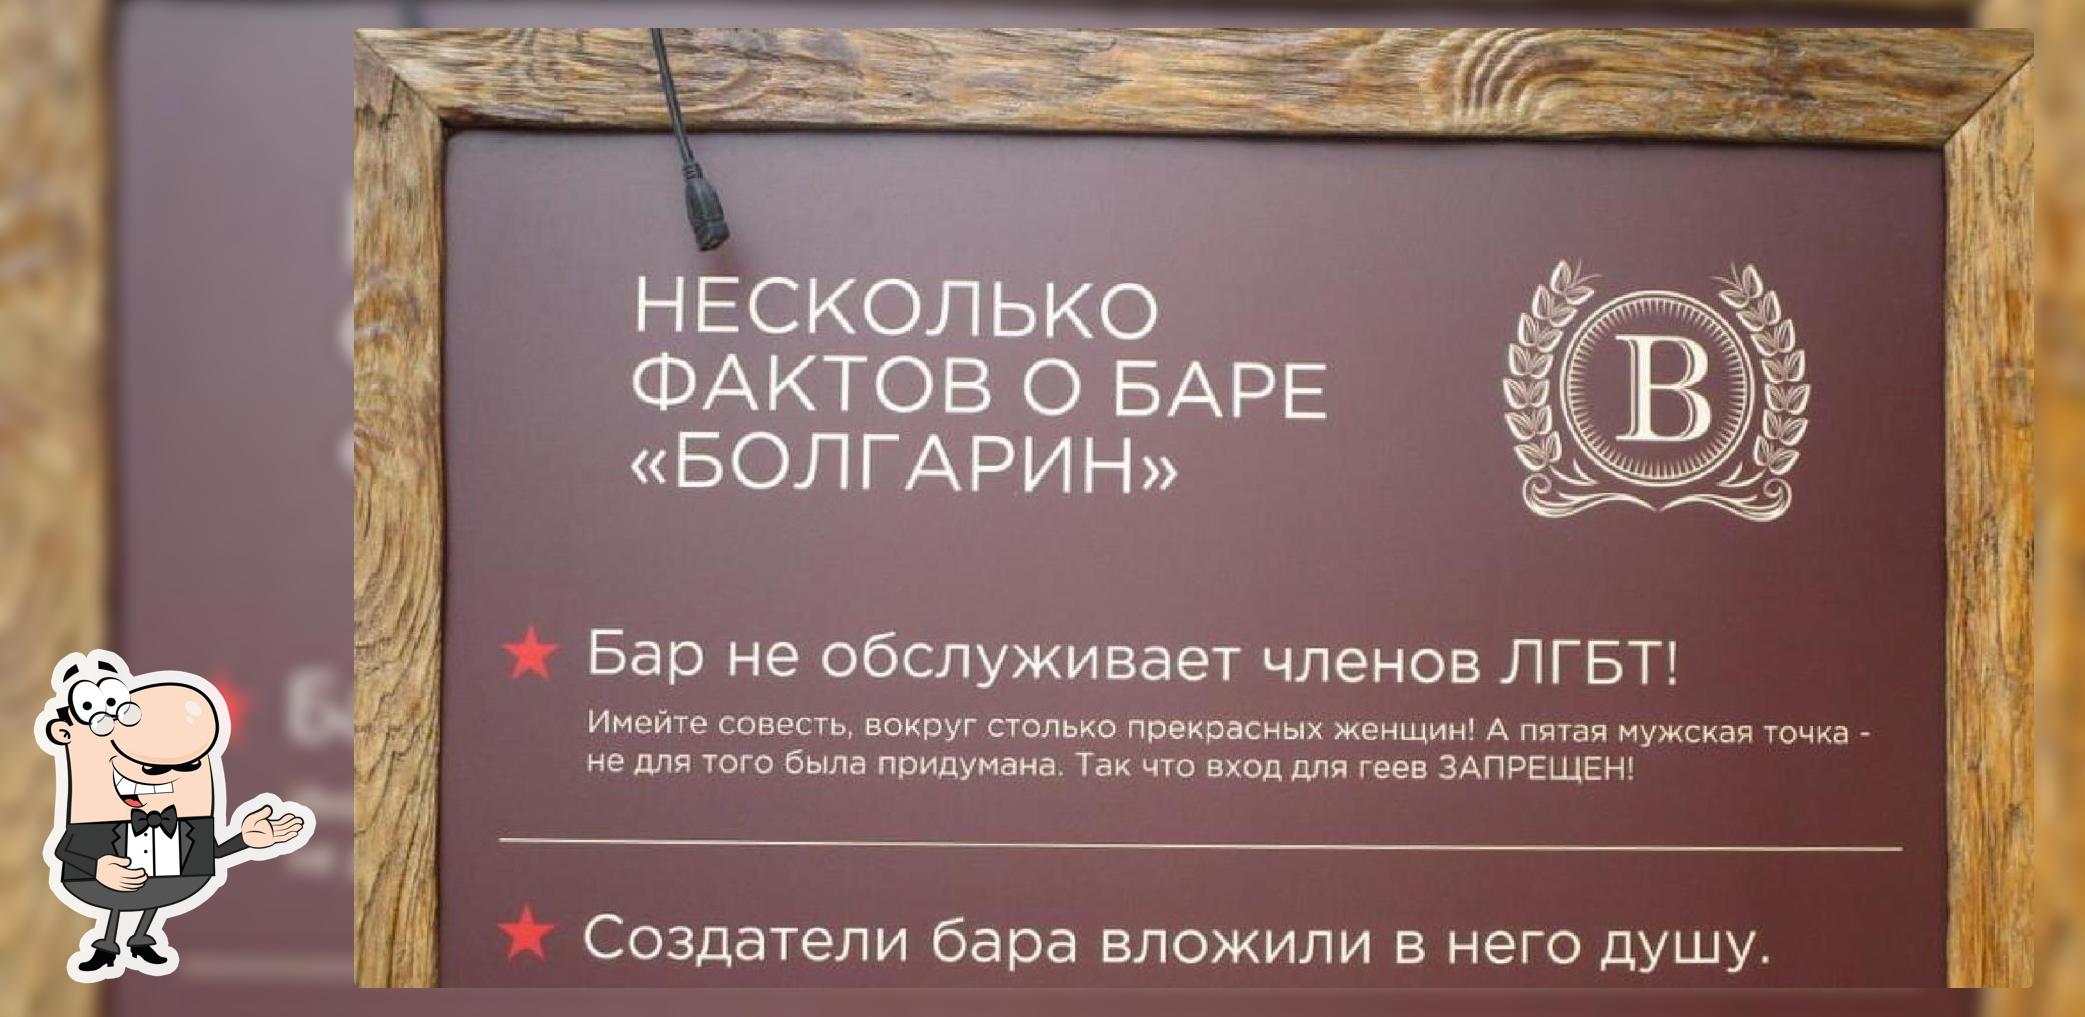 НЕСКОЛЬКО
ФАКТОВ О БАРЕ
«БОЛГАРИН»
B
Бар не обслуживает членов ЛГБТ!
Имейте совесть, вокруг столько прекрасных женщин! А пятая мужская точка -
не для того была придумана. Так что вход для геев ЗАПРЕЩЕН!
Создатели бара вложили в него душу.